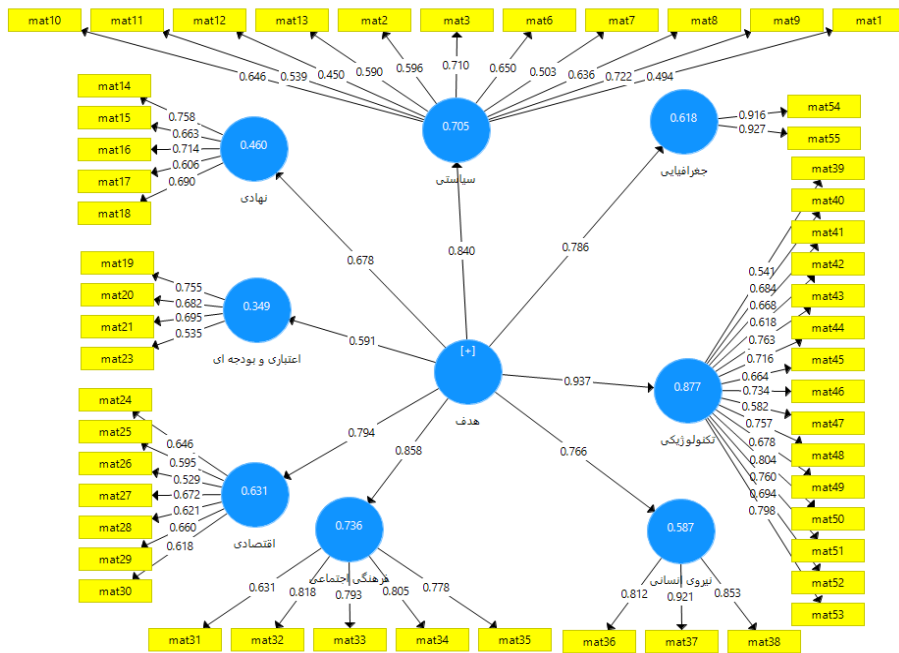 mat10 mat11 mat12 mat13 mat2 mat3 mat6 mat7 mat8 mat9 mat1
0.646 0.539 0.450 0.590 0.596 0.710 0.650 0.503 0.636 0.722 0.494
mat14
mat15
mat16
mat17
mat18
0.758
0.663
0.714
0.606
0.690
0.460
نهادی
0.705
سیاستی
0.618
جغرافیایی
0.916
0.927
mat54
mat55
0.678
0.840
0.786
mat19
mat20
mat21
mat23
0.755
0.682
0.695
0.535
0.349
اعتباری و بودجه ای
0.591
[+]
هدف
0.937
0.877
تکنولوژیکی
0.541
0.684
0.668
0.618
0.763
0.716
0.664
0.734
0.582
0.757
0.678
0.804
0.760
0.694
0.798
mat39
mat40
mat41
mat42
mat43
mat44
mat45
mat46
mat47
mat48
mat49
mat50
mat51
mat52
mat53
0.794
0.858
0.766
mat24
mat25
mat26
mat27
mat28
mat29
mat30
0.646
0.595
0.529
0.672
0.621
0.660
0.618
0.631
اقتصادی
0.736
فرهنگی اجتماعی
0.631 0.818 0.793 0.805 0.778
mat31 mat32 mat33 mat34 mat35
0.587
نیروی انسانی
0.812 0.921 0.853
mat36 mat37 mat38